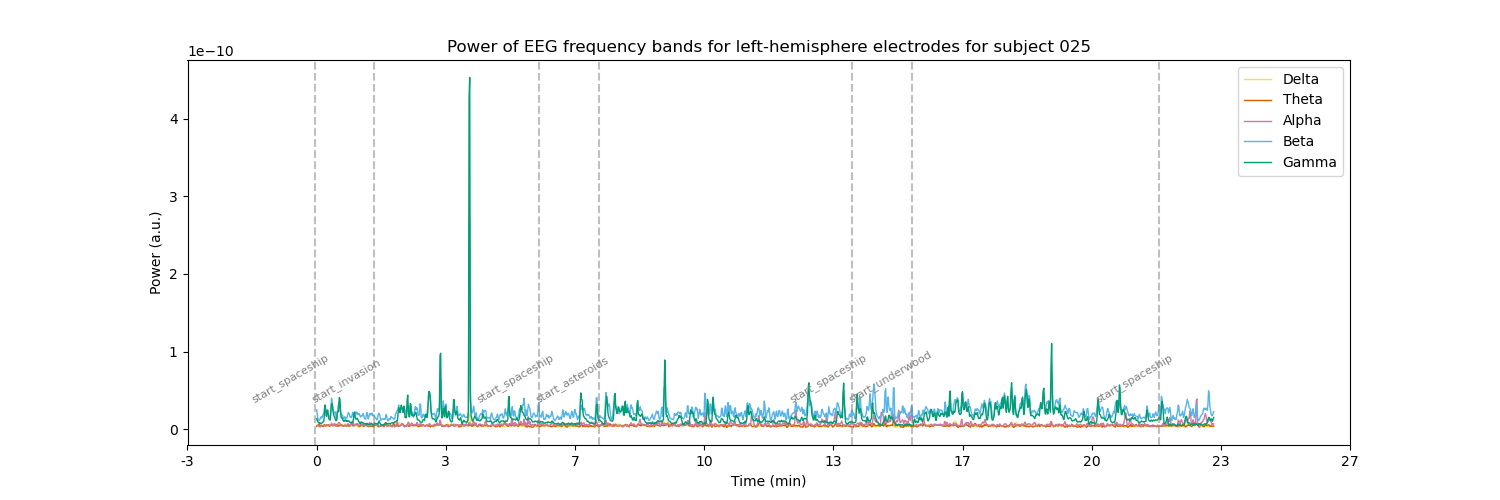 Power of EEG frequency bands for left-hemisphere electrodes for subject 025
1e−10
Delta
Theta
Alpha
Beta
Gamma
4
3
2
1
0
Power (a.u.)
start_spaceship
start_invasion
start_spaceship
start_asteroids
start_spaceship
start_underwood
start_spaceship
-3
0
3
7
10
13
17
20
23
27
Time (min)